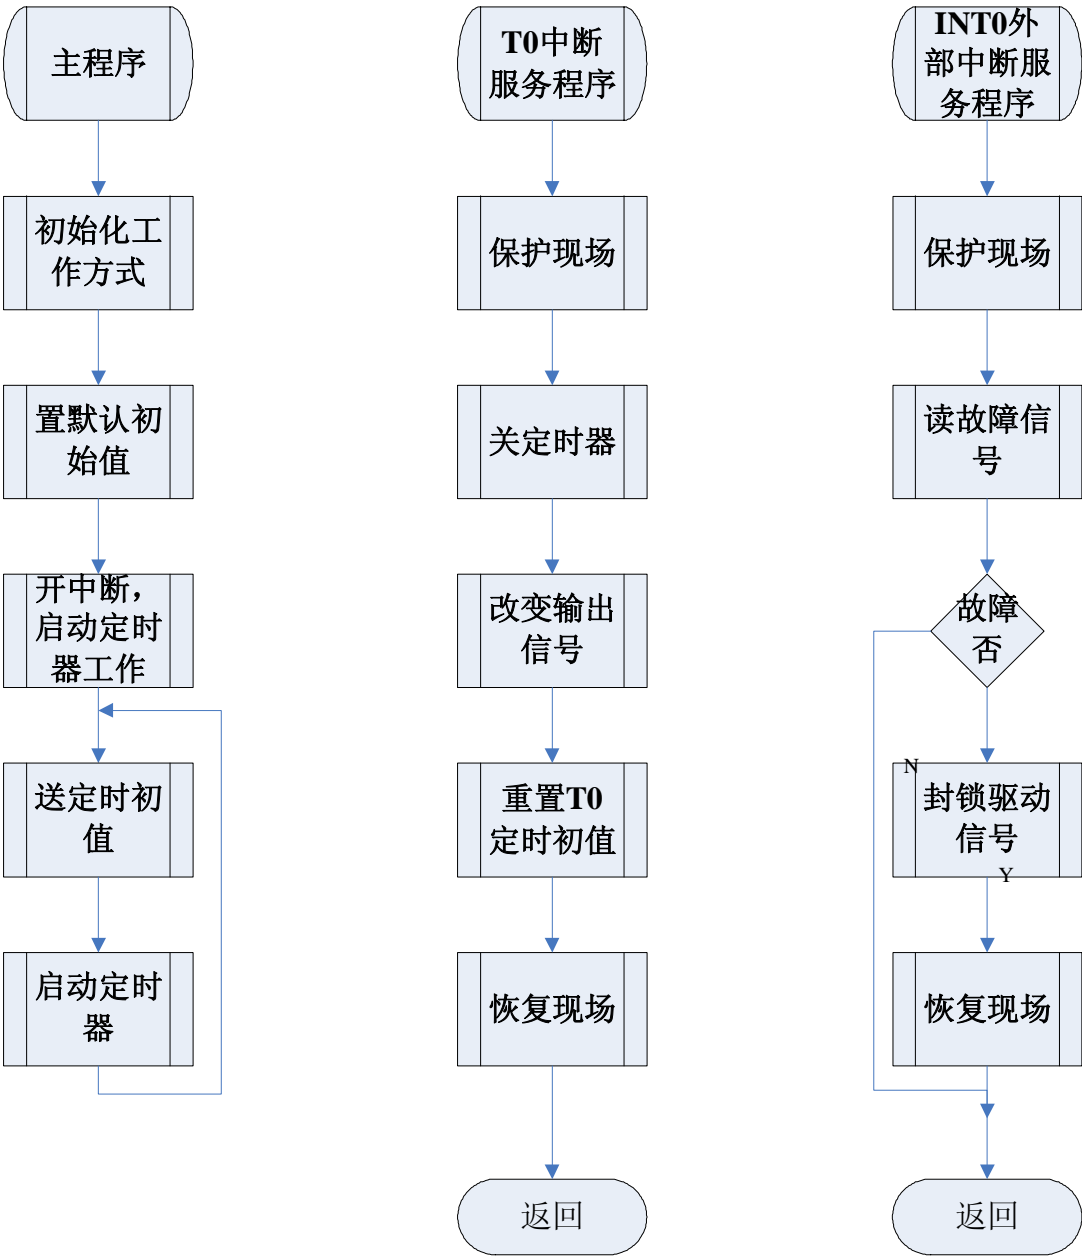 主程序
初始化工
作方式
置默认初
始值
开中断，
启动定时
器工作
送定时初
值
启动定时
器
T0中断
服务程序
保护现场
关定时器
改变输出
信号
重置T0
定时初值
恢复现场
返回
INT0外
部中断服
务程序
保护现场
读故障信
号
故障
否
N
封锁驱动
信号
Y
恢复现场
返回